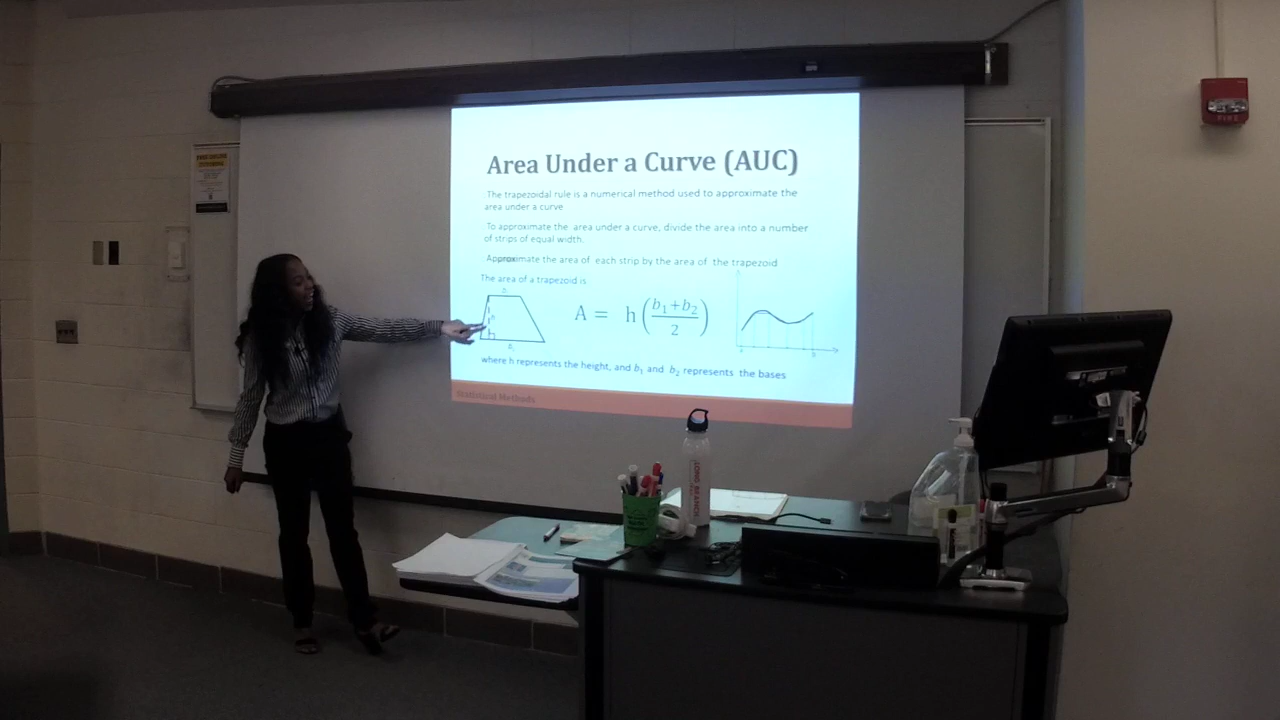 Area Under a Curve (AUC)
The trapezoidal rule is a numerical method used to approximate the
area under a curve
To approximate the area under a curve, divide the area into a number
of strips of equal width.
Approximate the area of each strip by the area of the trapezoid
The area of a trapezoid is
A = h(b₁+b₂/2)
where h represents the height, and b₁ and b₂ represents the bases
Statistical Methods
FIRE
LONG BEACH